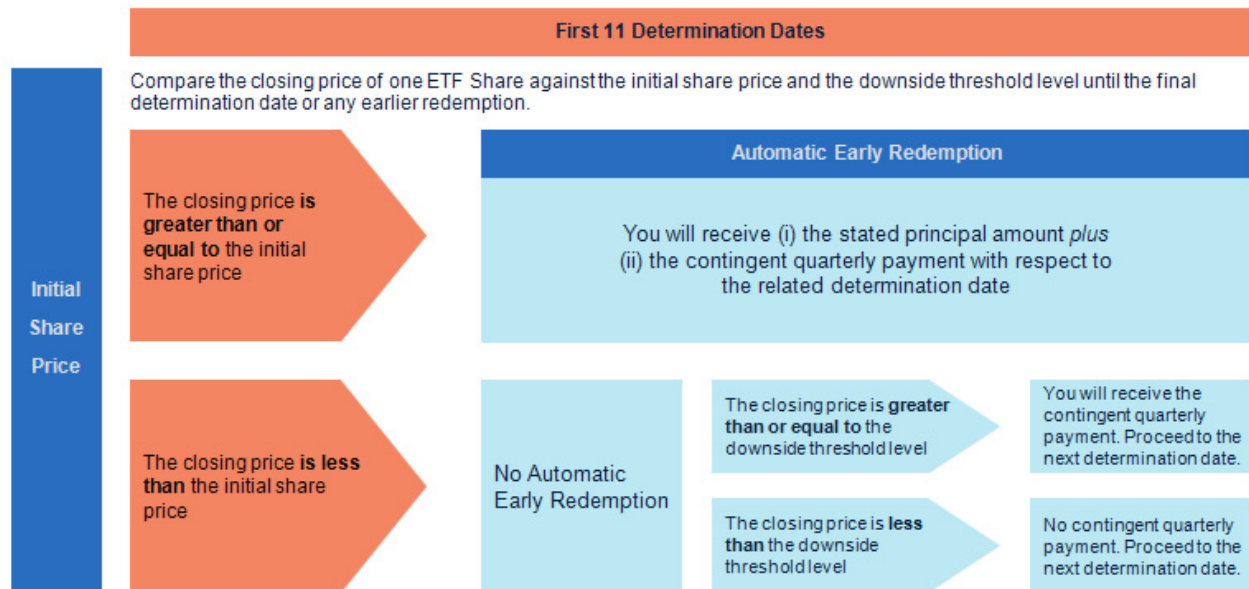 First 11 Determination Dates
Compare the closing price of one ETF Share against the initial share price and the downside threshold level until the final
determination date or any earlier redemption.
Initial
Share
Price
The closing price is
greater than or
equal to the initial
share price
Automatic Early Redemption
You will receive (i) the stated principal amount plus
(ii) the contingent quarterly payment with respect to
the related determination date
The closing price is less
than the initial share
price
No Automatic
Early Redemption
The closing price is greater
than or equal to the
downside threshold level
You will receive the
contingent quarterly
payment. Proceed to the
next determination date.
The closing price is less
than the downside
threshold level
No contingent quarterly
payment. Proceed to the
next determination date.